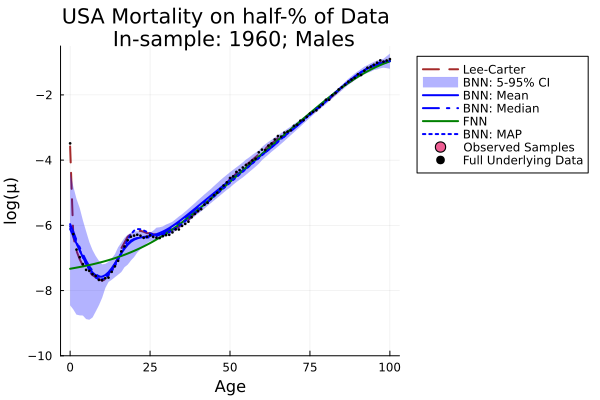 USA Mortality on half-% of Data
In-sample: 1960; Males
log(μ)
−2
−4
−6
−8
−10
0
25
50
75
100
Age
Lee-Carter
BNN: 5-95% CI
BNN: Mean
BNN: Median
FNN
BNN: MAP
Observed Samples
Full Underlying Data